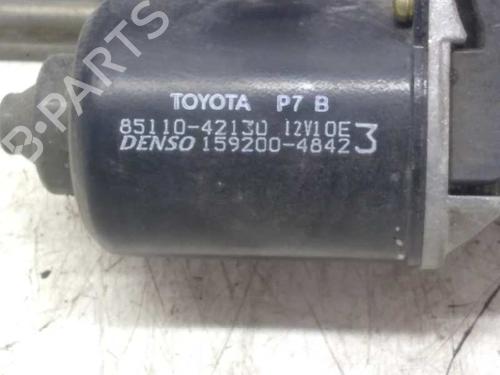 TOYOTA P7 B
85110-42130 12V10E
DENSO 159200-4842 3
B-PARTS